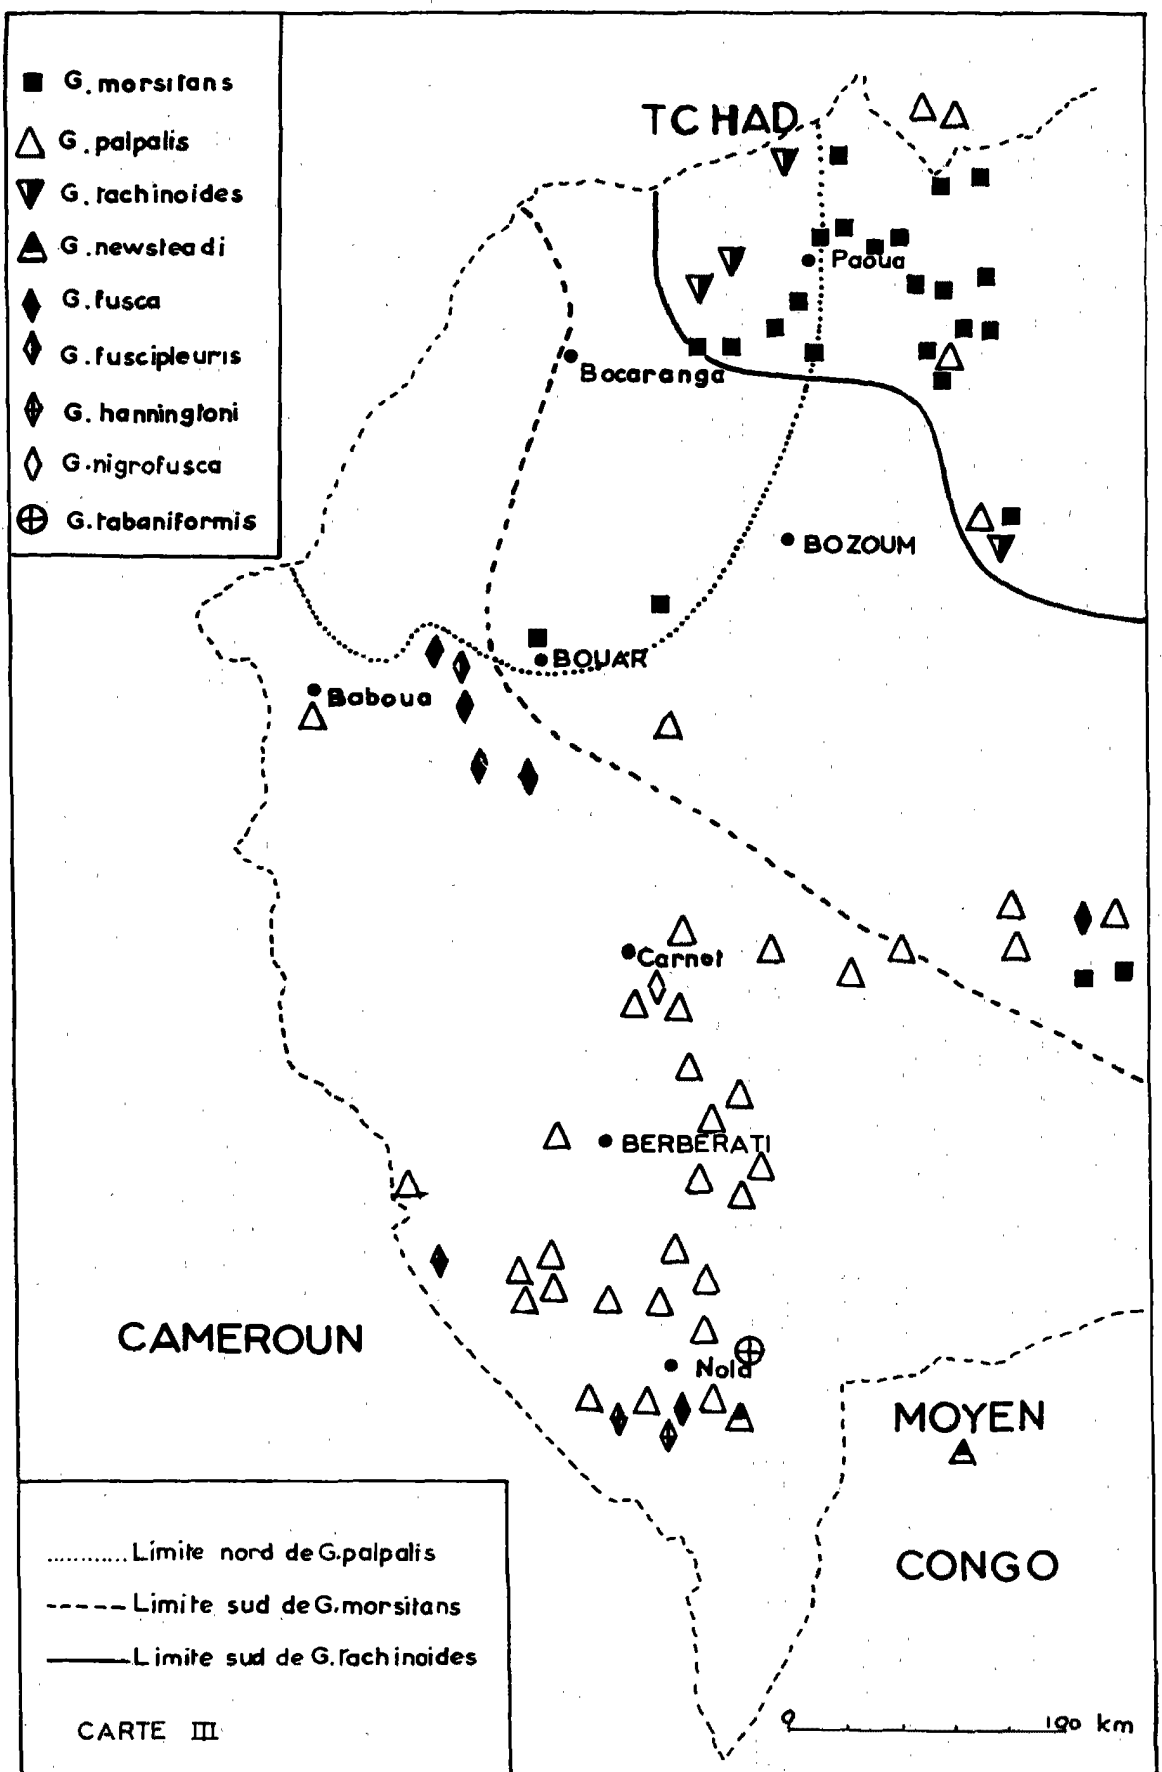 G. morsitans
G. palpalis
G. tachinoides
G. newsteadi
G. fusca
G. fuscipleuris
G. hanningtoni
G. nigrofusca
G. tabaniformis
TCHAD
Paoua
Bocaranga
BOZOUM
BOUAR
Baboua
Carnot
BERBERATI
CAMEROUN
Nola
MOYEN
CONGO
Limite nord de G.palpalis
Limite sud de G.morsitans
Limite sud de G.tachinoides
CARTE III
0 100 km